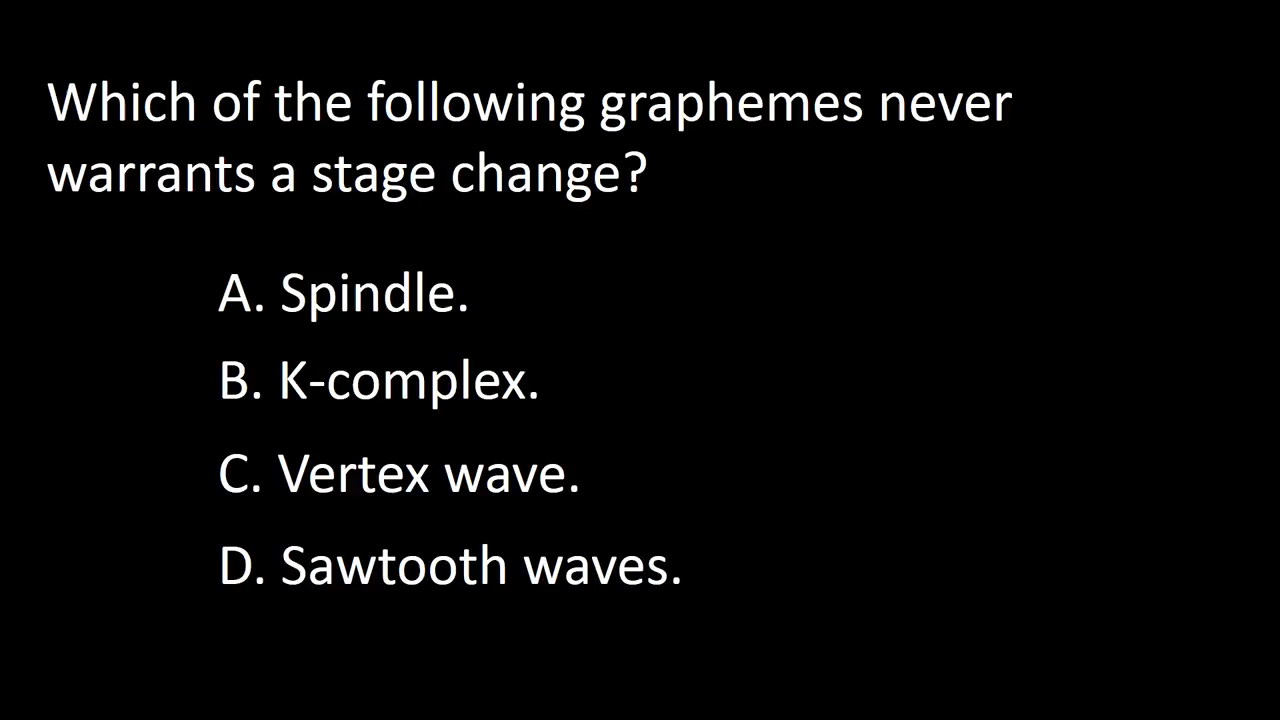 Which of the following graphemes never
warrants a stage change?
A. Spindle.
B. K-complex.
C. Vertex wave.
D. Sawtooth waves.